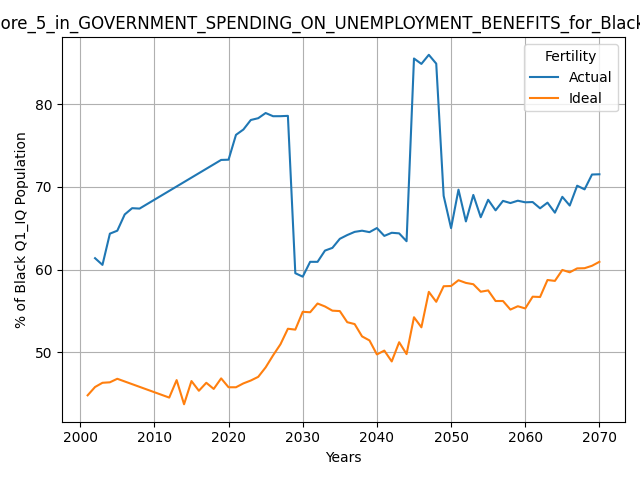 ore_5_in_GOVERNMENT_SPENDING_ON_UNEMPLOYMENT_BENEFITS_for_Black
Fertility
Actual
Ideal
% of Black Q1_IQ Population
80
70
60
50
2000
2010
2020
2030
2040
2050
2060
2070
Years